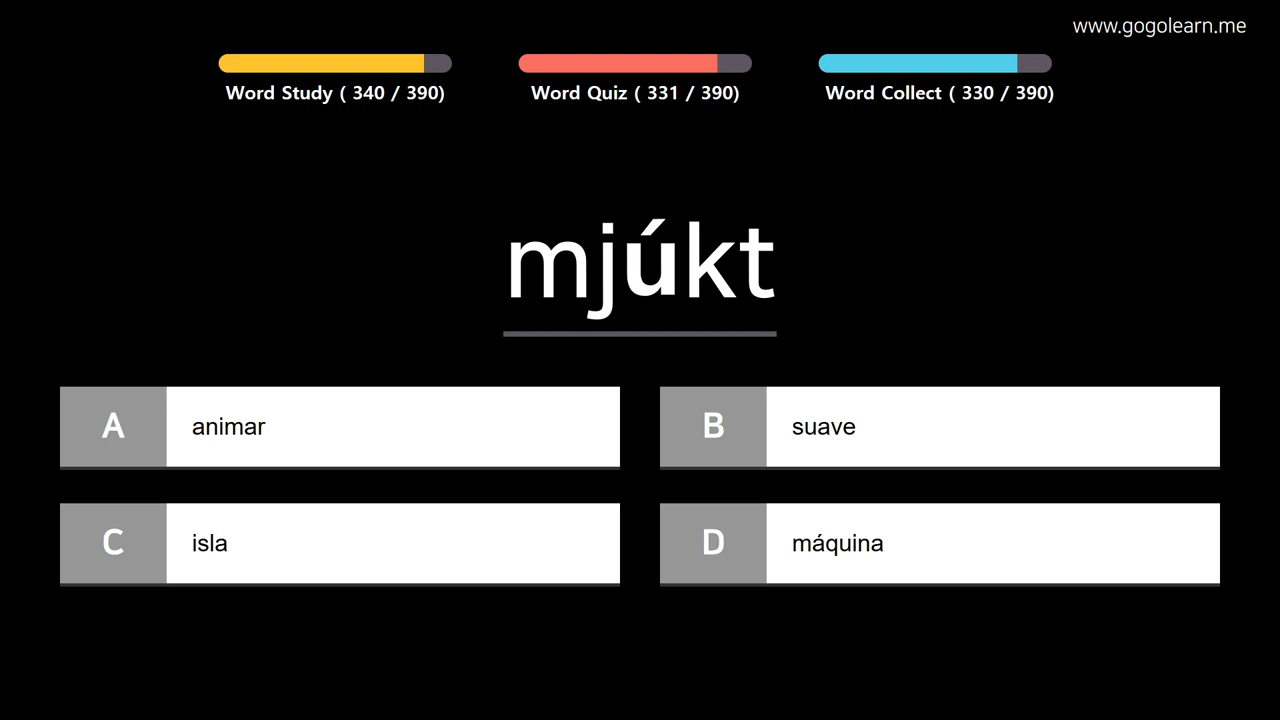 www.gogolearn.me
Word Study ( 340 / 390)
Word Quiz ( 331 / 390)
Word Collect ( 330 / 390)
mjúkt
A animar
B suave
C isla
D máquina